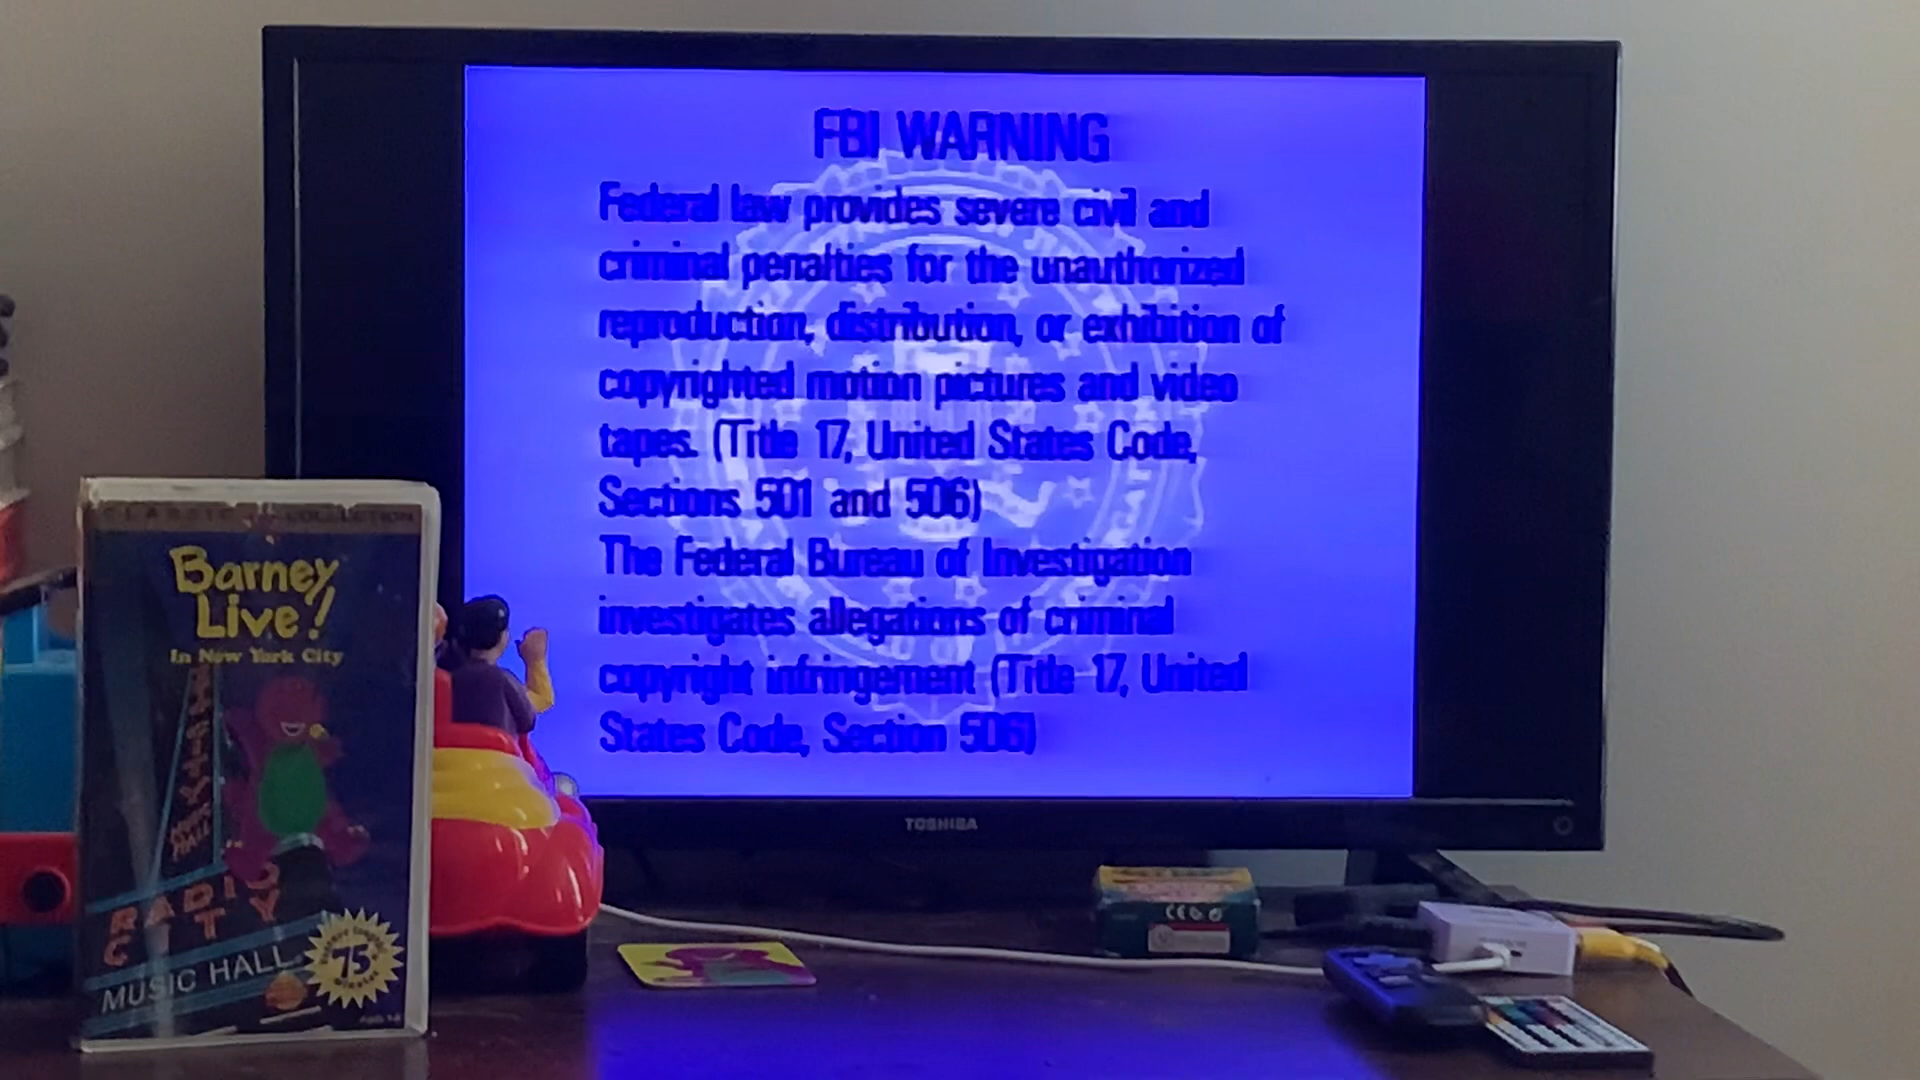 FBI WARNING
Federal law provides severe civil and
criminal penalties for the unauthorized
reproduction, distribution, or exhibition of
copyrighted motion pictures and video
tapes. (Title 17, United States Code,
Sections 501 and 506)
The Federal Bureau of Investigation
investigates allegations of criminal
copyright infringement (Title 17, United
States Code, Section 506)
TOSHIBA
CLASSIC COLLECTION
Barney
Live!
In New York City
RADIO
CITY
MUSIC HALL
75
CE